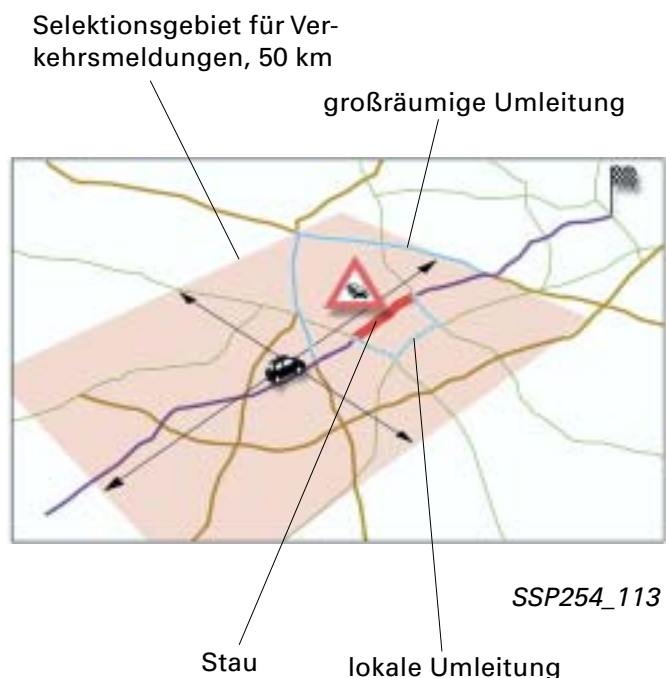 Selektionsgebiet für Ver-
kehrsmeldungen, 50 km
großräumige Umleitung
SSP254_113
Stau
lokale Umleitung